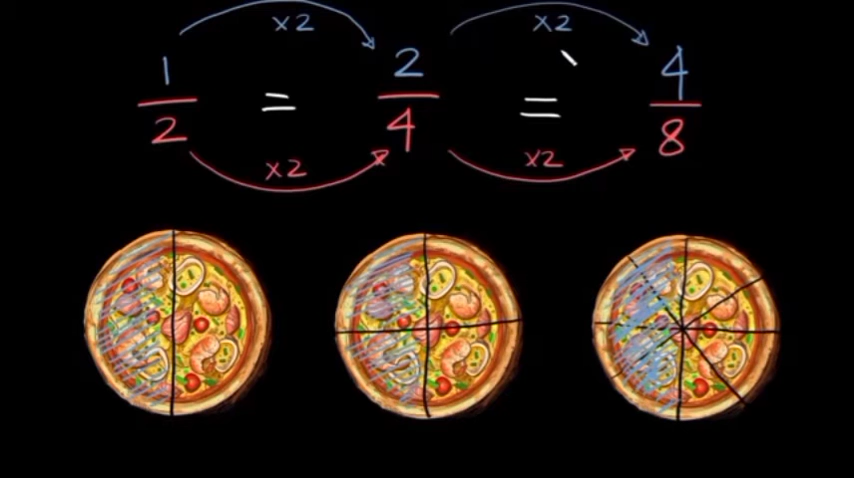 x2 x2
1/2 = 2/4 = 4/8
x2 x2